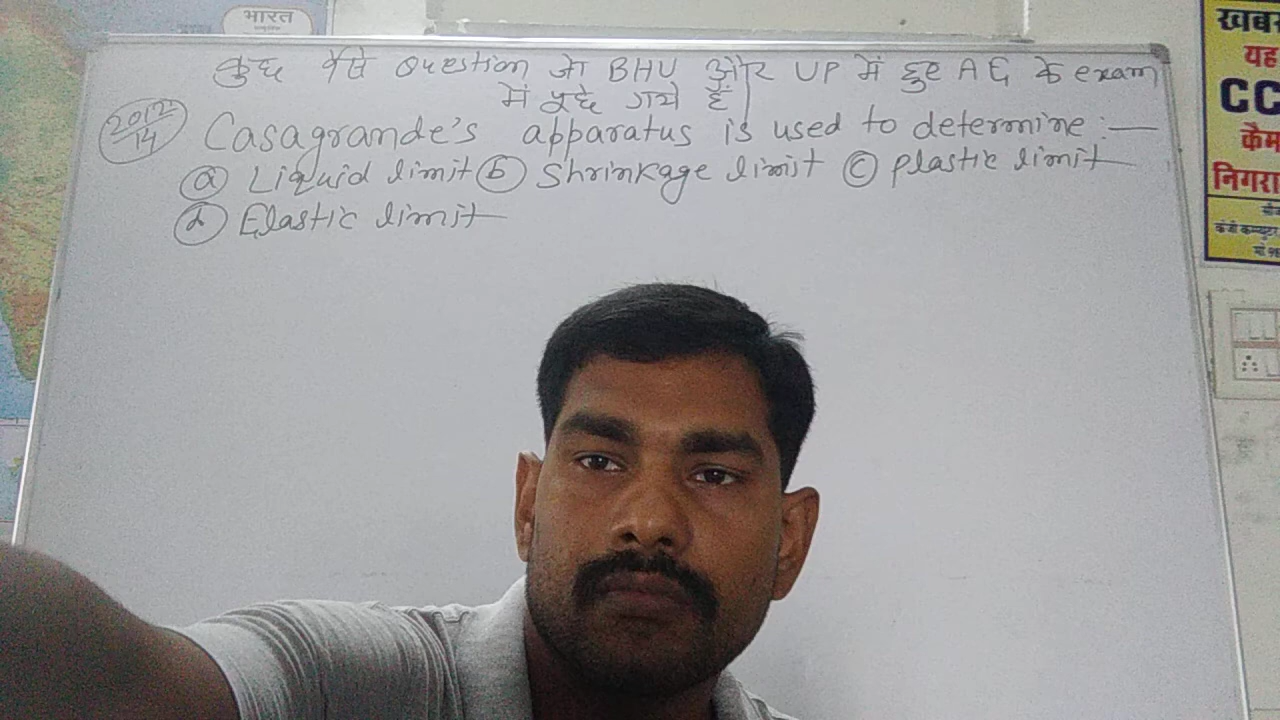 भारत
कुछ ऐसे Question जो BHU और UP में हुए AE के exam
में पूछे गये हैं।
2012/14
Casagrande's apparatus is used to determine :—
(a) Liquid limit (b) Shrinkage limit (c) plastic limit
(d) Elastic limit
यह
CC
कैम
निगरा